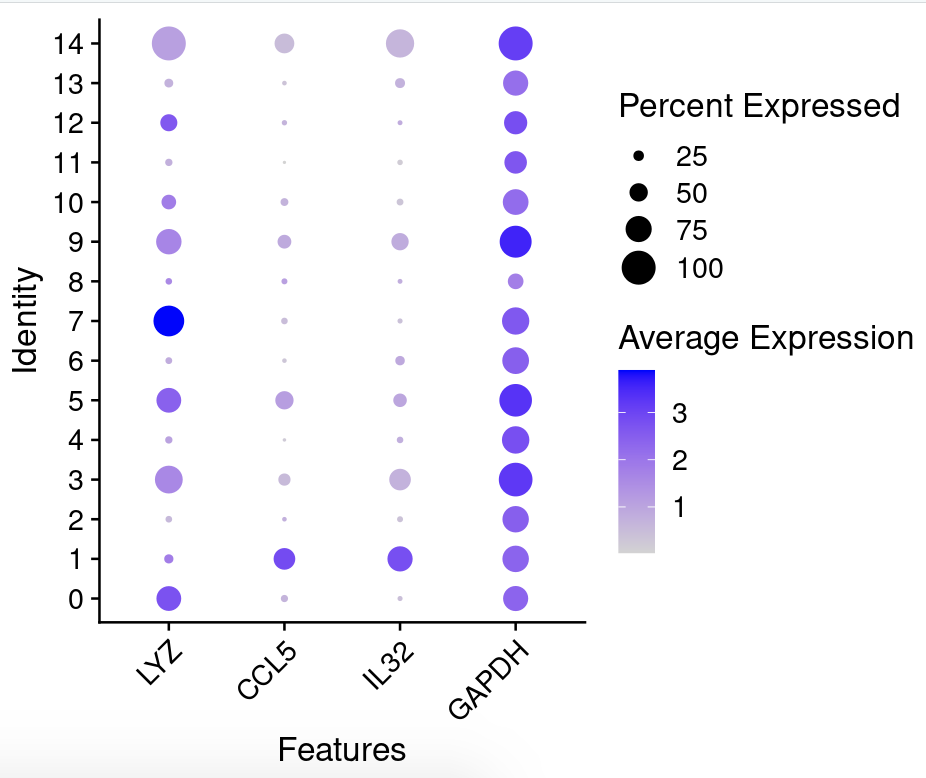 14
13
12
11
10
9
8
7
6
5
4
3
2
1
0
Identity
LYZ
CCL5
IL32
GAPDH
Features
Percent Expressed
25
50
75
100
Average Expression
3
2
1